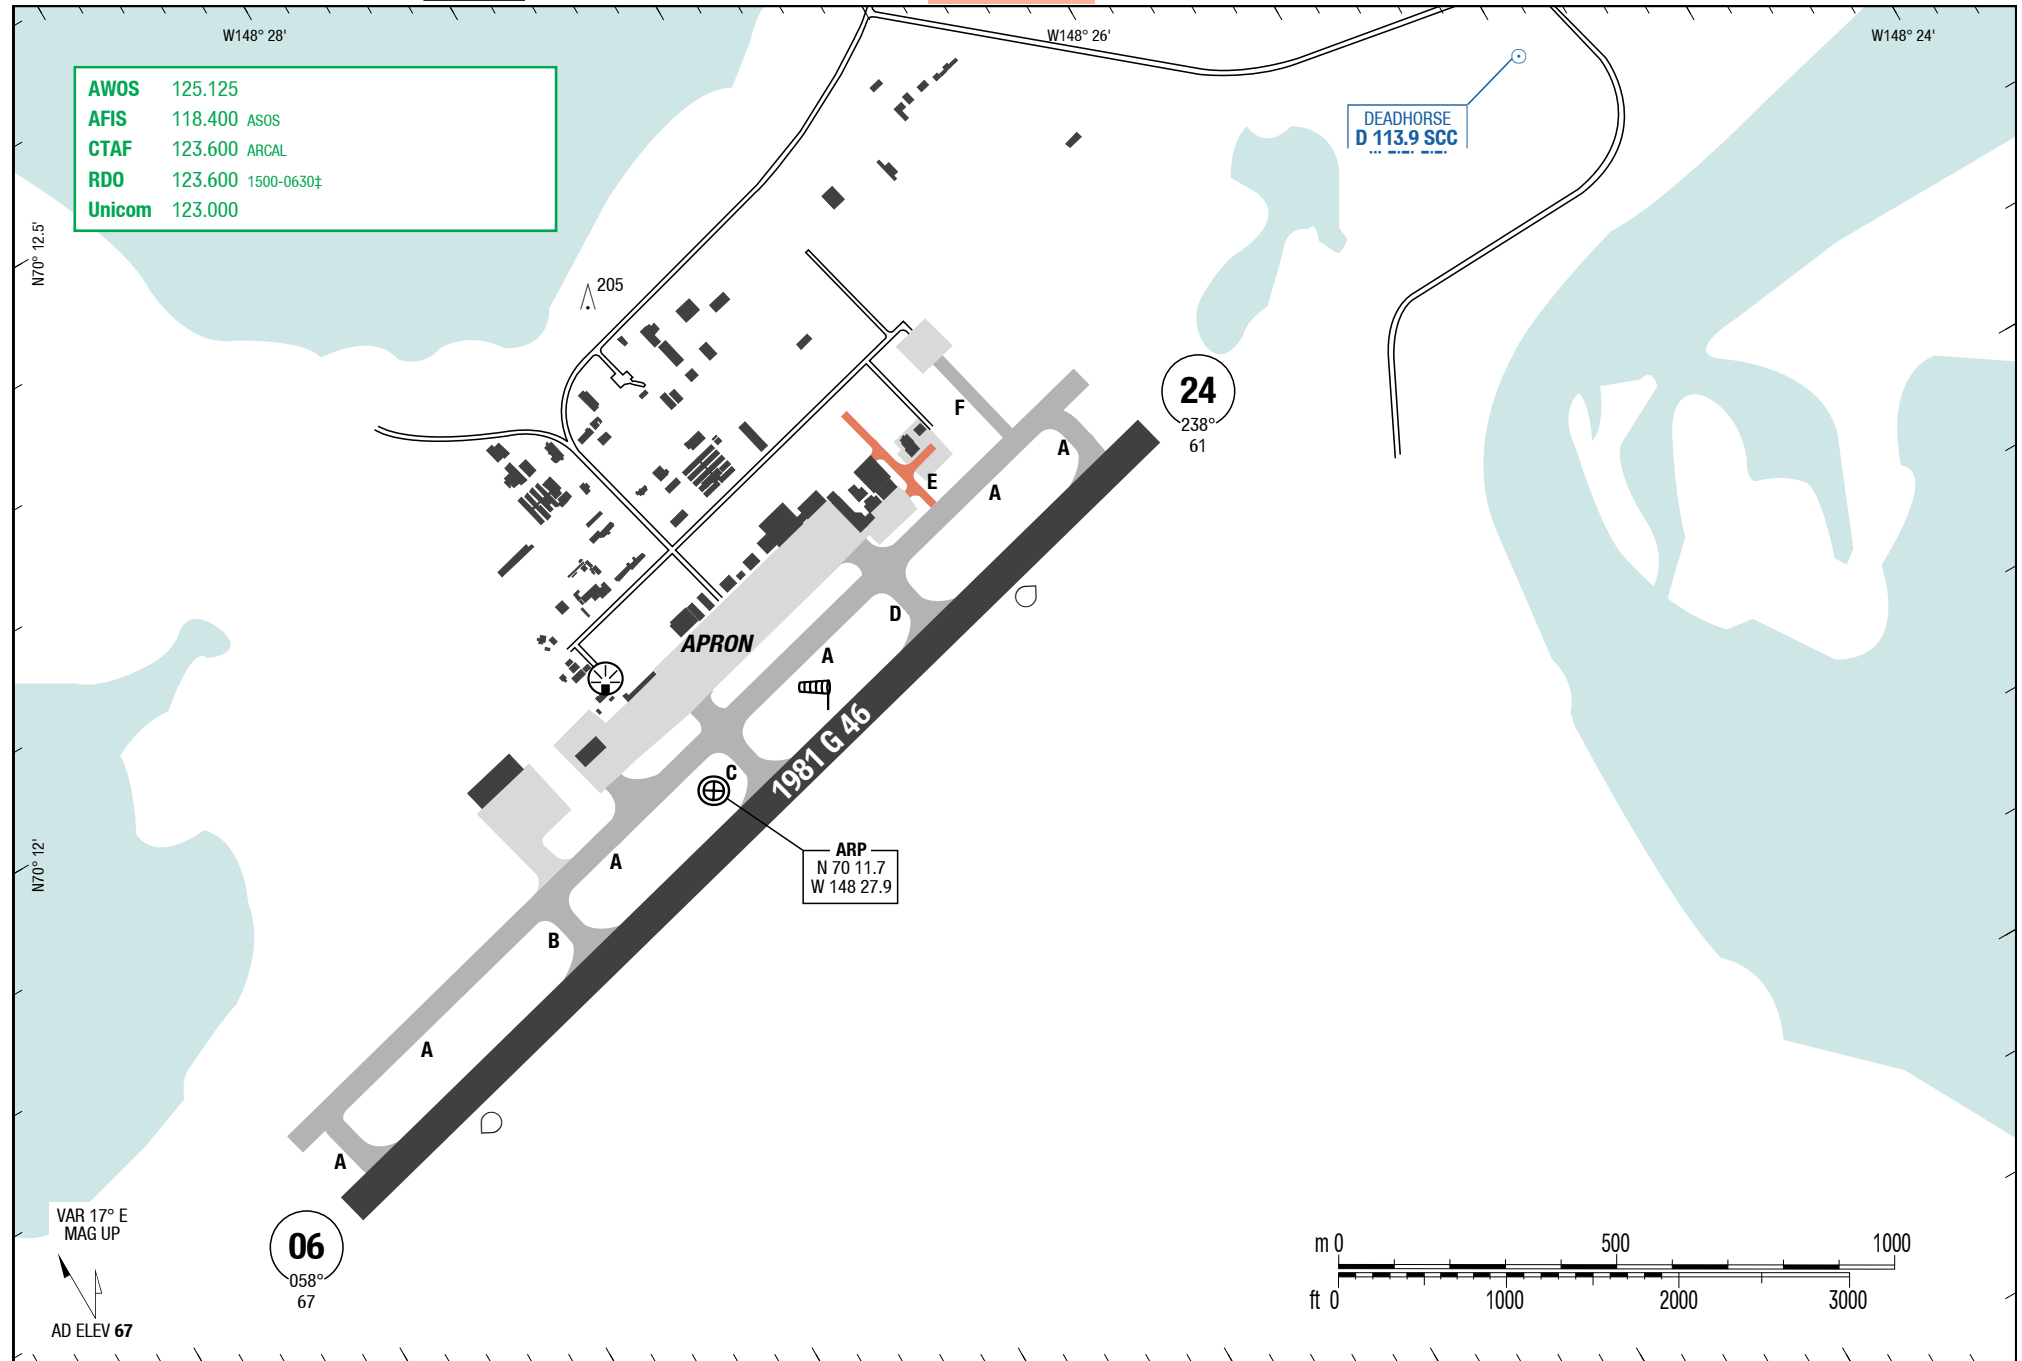 W148° 28'
W148° 26'
W148° 24'
AWOS 125.125
AFIS 118.400 ASOS
CTAF 123.600 ARCAL
RDO 123.600 1500-0630‡
Unicom 123.000
DEADHORSE
D 113.9 SCC
N70° 12.5'
205
24
238°
61
F
A
A
E
D
A
APRON
1981 G 46
C
ARP
N 70 11.7
W 148 27.9
N70° 12'
A
B
A
A
VAR 17° E
MAG UP
AD ELEV 67
06
058°
67
m 0 500 1000
ft 0 1000 2000 3000